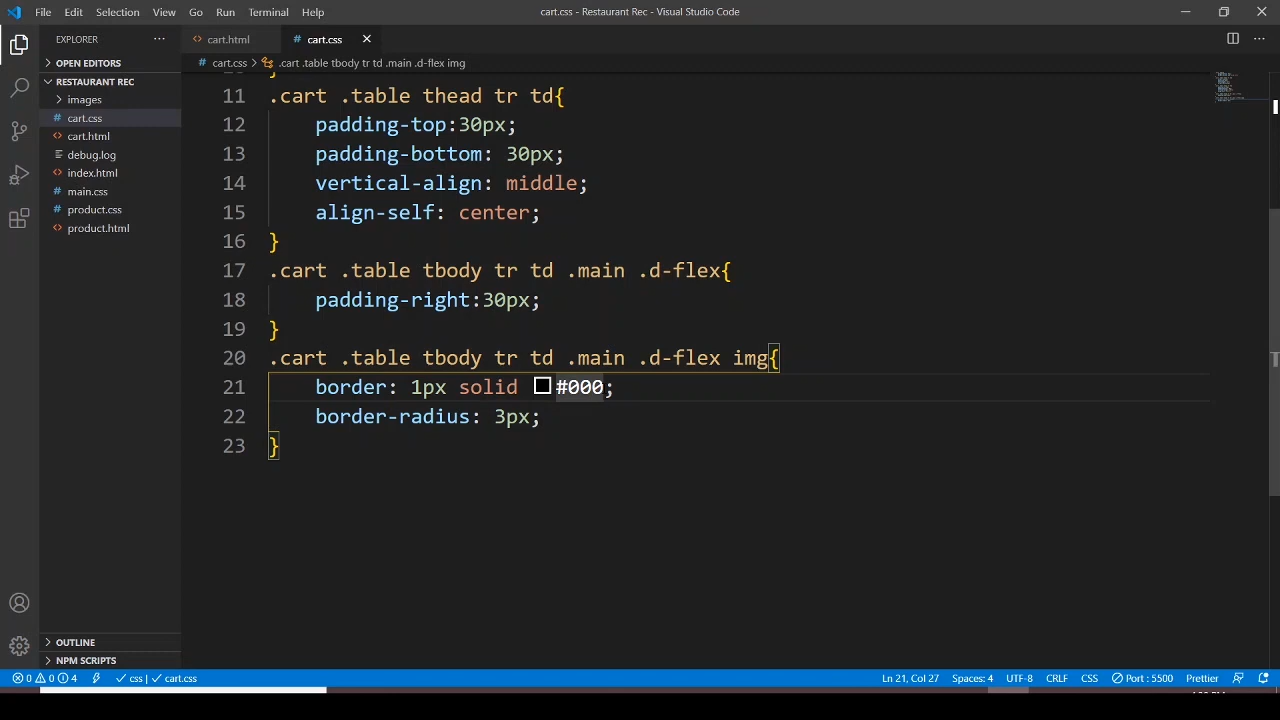 File Edit Selection View Go Run Terminal Help
cart.css - Restaurant Rec - Visual Studio Code
EXPLORER
cart.html
cart.css
OPEN EDITORS
cart.css > .cart .table tbody tr td .main .d-flex img
RESTAURANT REC
images
cart.css
cart.html
debug.log
index.html
main.css
product.css
product.html
11 .cart .table thead tr td{
12 padding-top:30px;
13 padding-bottom: 30px;
14 vertical-align: middle;
15 align-self: center;
16 }
17 .cart .table tbody tr td .main .d-flex{
18 padding-right:30px;
19 }
20 .cart .table tbody tr td .main .d-flex img{
21 border: 1px solid #000;
22 border-radius: 3px;
23 }
OUTLINE
NPM SCRIPTS
0 0 4 css | cart.css Ln 21, Col 27 Spaces: 4 UTF-8 CRLF CSS Port : 5500 Prettier